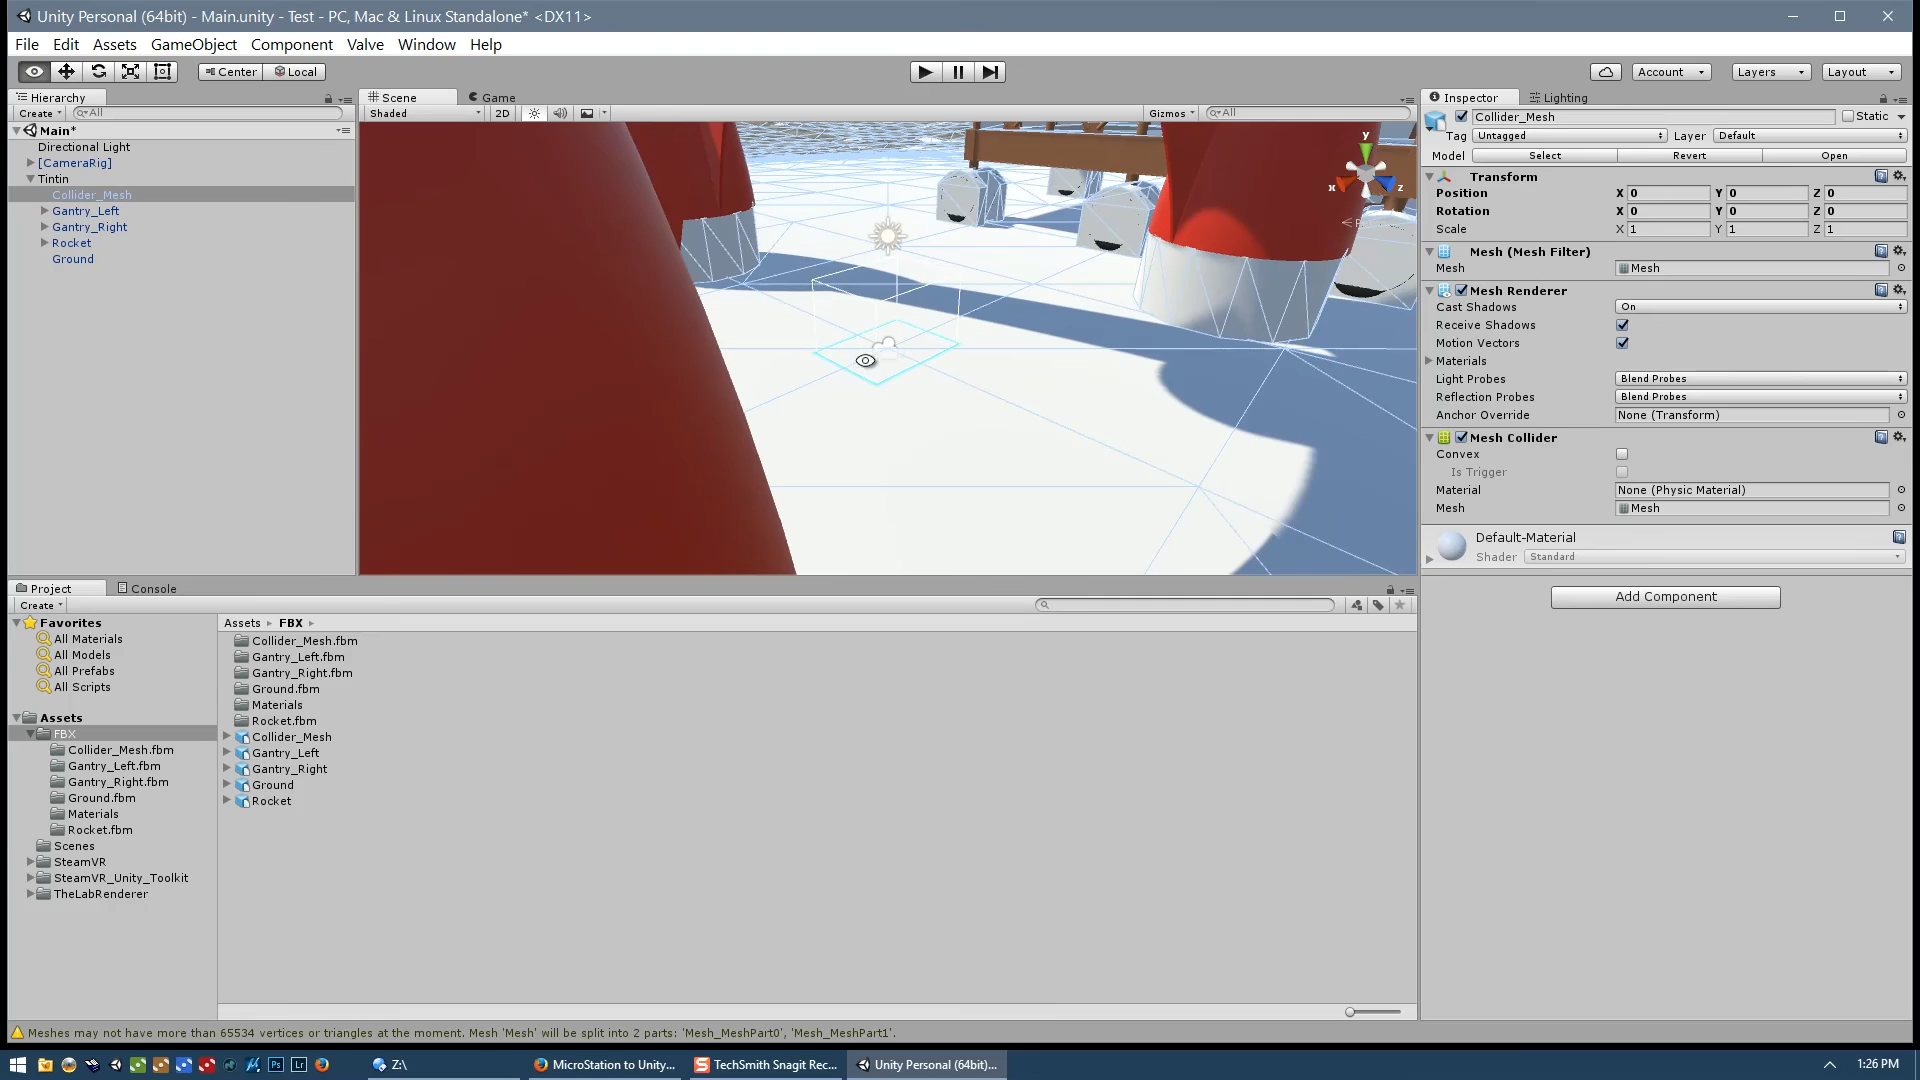 Unity Personal (64bit) - Main.unity - Test - PC, Mac & Linux Standalone* <DX11>
File Edit Assets GameObject Component Valve Window Help
Center Local
Account Layers Layout
Hierarchy
Create All
Main*
Directional Light
[CameraRig]
Tintin
Collider_Mesh
Gantry_Left
Gantry_Right
Rocket
Ground
Scene Game
Shaded 2D Gizmos All
y
x z
Inspector Lighting
Collider_Mesh Static
Tag Untagged Layer Default
Model Select Revert Open
Transform
Position X 0 Y 0 Z 0
Rotation X 0 Y 0 Z 0
Scale X 1 Y 1 Z 1
Mesh (Mesh Filter)
Mesh Mesh
Mesh Renderer
Cast Shadows On
Receive Shadows
Motion Vectors
Materials
Light Probes Blend Probes
Reflection Probes Blend Probes
Anchor Override None (Transform)
Mesh Collider
Convex
Is Trigger
Material None (Physic Material)
Mesh Mesh
Default-Material
Shader Standard
Add Component
Project Console
Create
Favorites
All Materials
All Models
All Prefabs
All Scripts
Assets
FBX
Collider_Mesh.fbm
Gantry_Left.fbm
Gantry_Right.fbm
Ground.fbm
Materials
Rocket.fbm
Scenes
SteamVR
SteamVR_Unity_Toolkit
TheLabRenderer
Assets ▸ FBX ▸
Collider_Mesh.fbm
Gantry_Left.fbm
Gantry_Right.fbm
Ground.fbm
Materials
Rocket.fbm
Collider_Mesh
Gantry_Left
Gantry_Right
Ground
Rocket
Meshes may not have more than 65534 vertices or triangles at the moment. Mesh 'Mesh' will be split into 2 parts: 'Mesh_MeshPart0', 'Mesh_MeshPart1'.
Ps Lr Z:\ MicroStation to Unity... TechSmith Snagit Rec... Unity Personal (64bit)... 1:26 PM